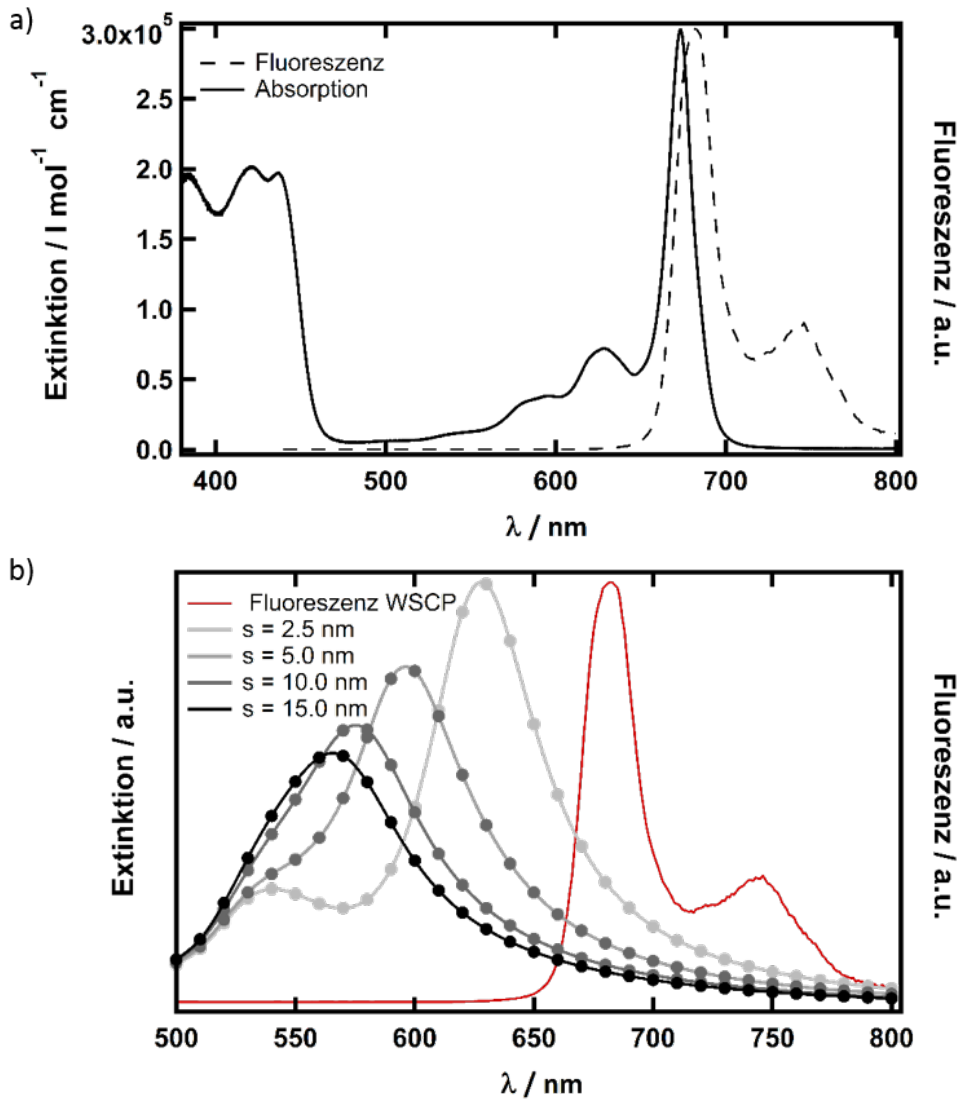 a)
3.0x10⁵
2.5
2.0
1.5
1.0
0.5
0.0
Extinktion / l mol⁻¹ cm⁻¹
Fluoreszenz
Absorption
Fluoreszenz / a.u.
400 500 600 700 800
λ / nm
b)
Extinktion / a.u.
Fluoreszenz WSCP
s = 2.5 nm
s = 5.0 nm
s = 10.0 nm
s = 15.0 nm
Fluoreszenz / a.u.
500 550 600 650 700 750 800
λ / nm